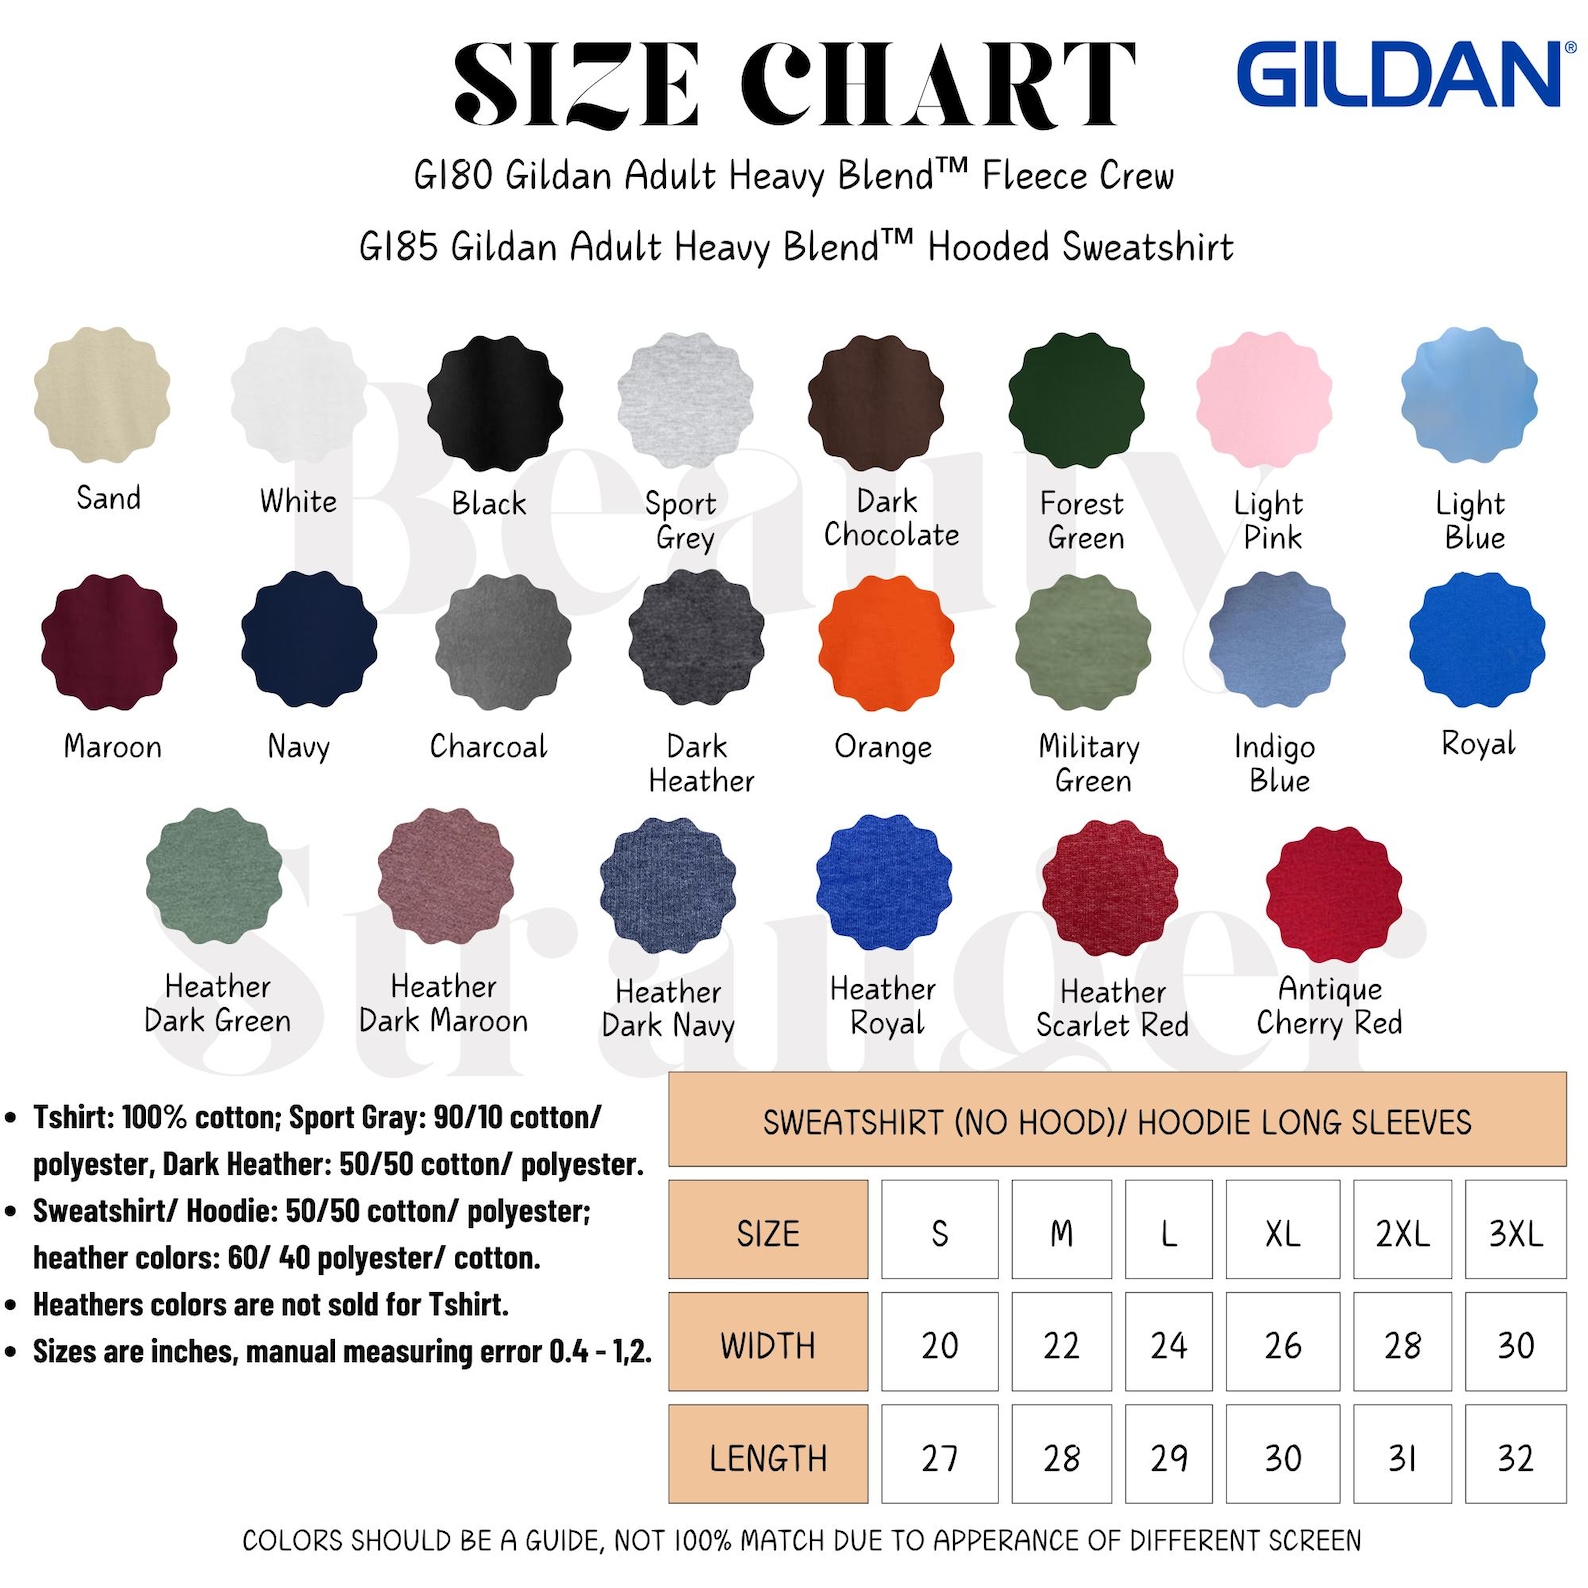 SIZE CHART
GILDAN®
G180 Gildan Adult Heavy Blend™ Fleece Crew
G185 Gildan Adult Heavy Blend™ Hooded Sweatshirt
Beauty
Sand
White
Black
Sport
Grey
Dark
Chocolate
Forest
Green
Light
Pink
Light
Blue
Maroon
Navy
Charcoal
Dark
Heather
Orange
Military
Green
Indigo
Blue
Royal
Stranger
Heather
Dark Green
Heather
Dark Maroon
Heather
Dark Navy
Heather
Royal
Heather
Scarlet Red
Antique
Cherry Red
• Tshirt: 100% cotton; Sport Gray: 90/10 cotton/
polyester, Dark Heather: 50/50 cotton/ polyester.
• Sweatshirt/ Hoodie: 50/50 cotton/ polyester;
heather colors: 60/ 40 polyester/ cotton.
• Heathers colors are not sold for Tshirt.
• Sizes are inches, manual measuring error 0.4 - 1,2.
SWEATSHIRT (NO HOOD)/ HOODIE LONG SLEEVES
SIZE S M L XL 2XL 3XL
WIDTH 20 22 24 26 28 30
LENGTH 27 28 29 30 31 32
COLORS SHOULD BE A GUIDE, NOT 100% MATCH DUE TO APPERANCE OF DIFFERENT SCREEN